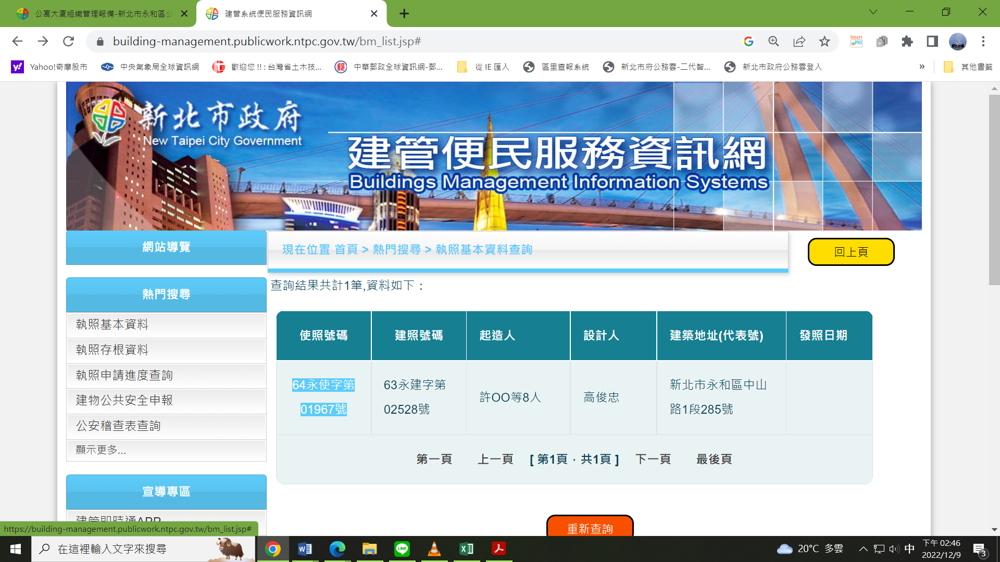 公寓大廈組織管理報備-新北市永和區公
建管系統便民服務資訊網
building-management.publicwork.ntpc.gov.tw/bm_list.jsp#
Yahoo!奇摩股市
中央氣象局全球資訊網
歡迎您 !! : 台灣省土木技...
中華郵政全球資訊網-郵...
從 IE 匯入
區里查報系統
新北市府公務雲-二代智...
新北市政府公務雲登入
»
其他書籤
新北市政府
New Taipei City Government
建管便民服務資訊網
Buildings Management Information Systems
網站導覽
現在位置 首頁 > 熱門搜尋 > 執照基本資料查詢
回上頁
熱門搜尋
執照基本資料
執照存根資料
執照申請進度查詢
建物公共安全申報
公安稽查表查詢
顯示更多...
宣導專區
建管即時通APP
查詢結果共計1筆,資料如下：
使照號碼 建照號碼 起造人 設計人 建築地址(代表號) 發照日期
64永使字第 63永建字第 許OO等8人 高俊忠 新北市永和區中山
01967號 02528號 路1段285號
第一頁 上一頁 [ 第1頁，共1頁 ] 下一頁 最後頁
重新查詢
https://building-management.publicwork.ntpc.gov.tw/bm_list.jsp#
在這裡輸入文字來搜尋
20°C 多雲
中
下午 02:46
2022/12/9
3